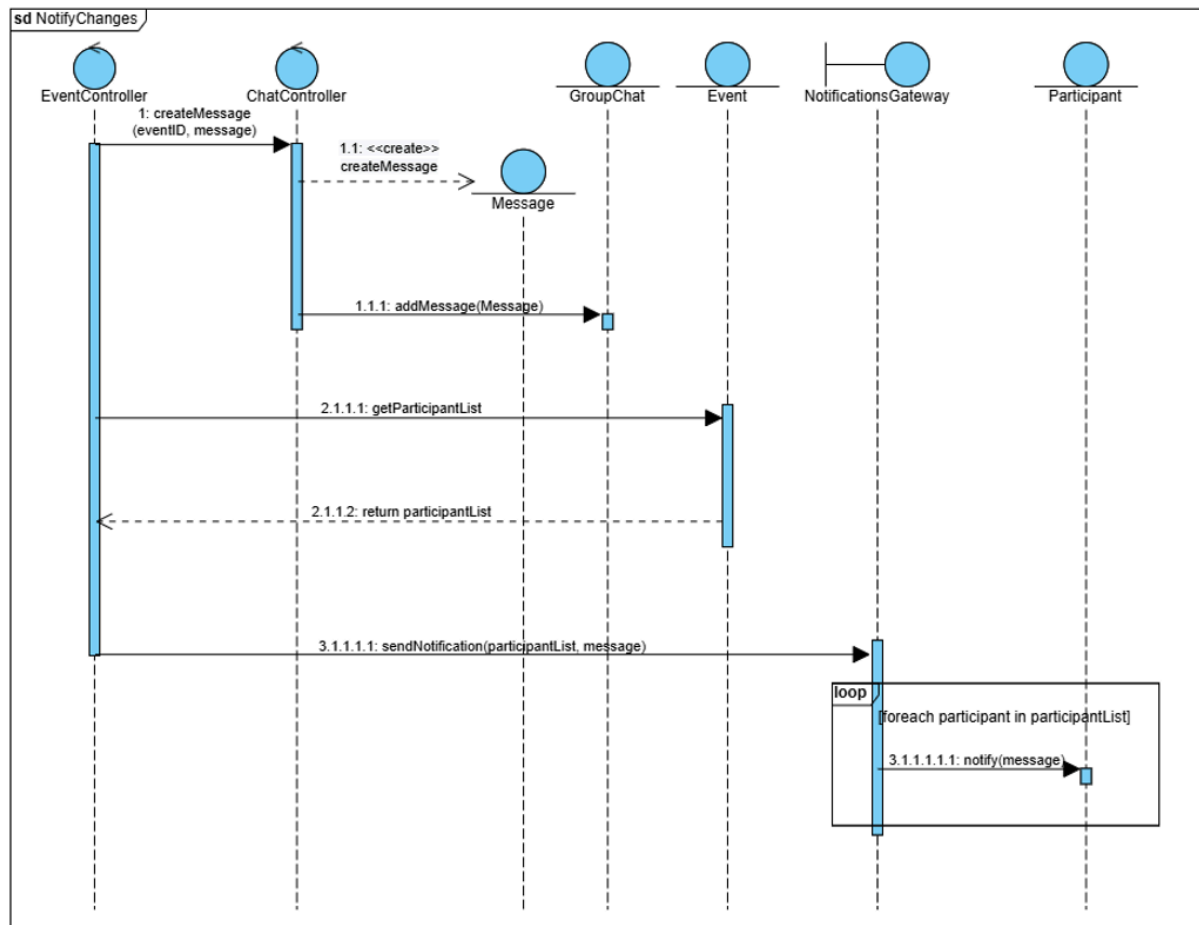 sd NotifyChanges
EventController
ChatController
GroupChat
Event
NotificationsGateway
Participant
1: createMessage
(eventID, message)
1.1: <<create>>
createMessage
Message
1.1.1: addMessage(Message)
2.1.1.1: getParticipantList
2.1.1.2: return participantList
3.1.1.1.1: sendNotification(participantList, message)
loop
[foreach participant in participantList]
3.1.1.1.1.1: notify(message)